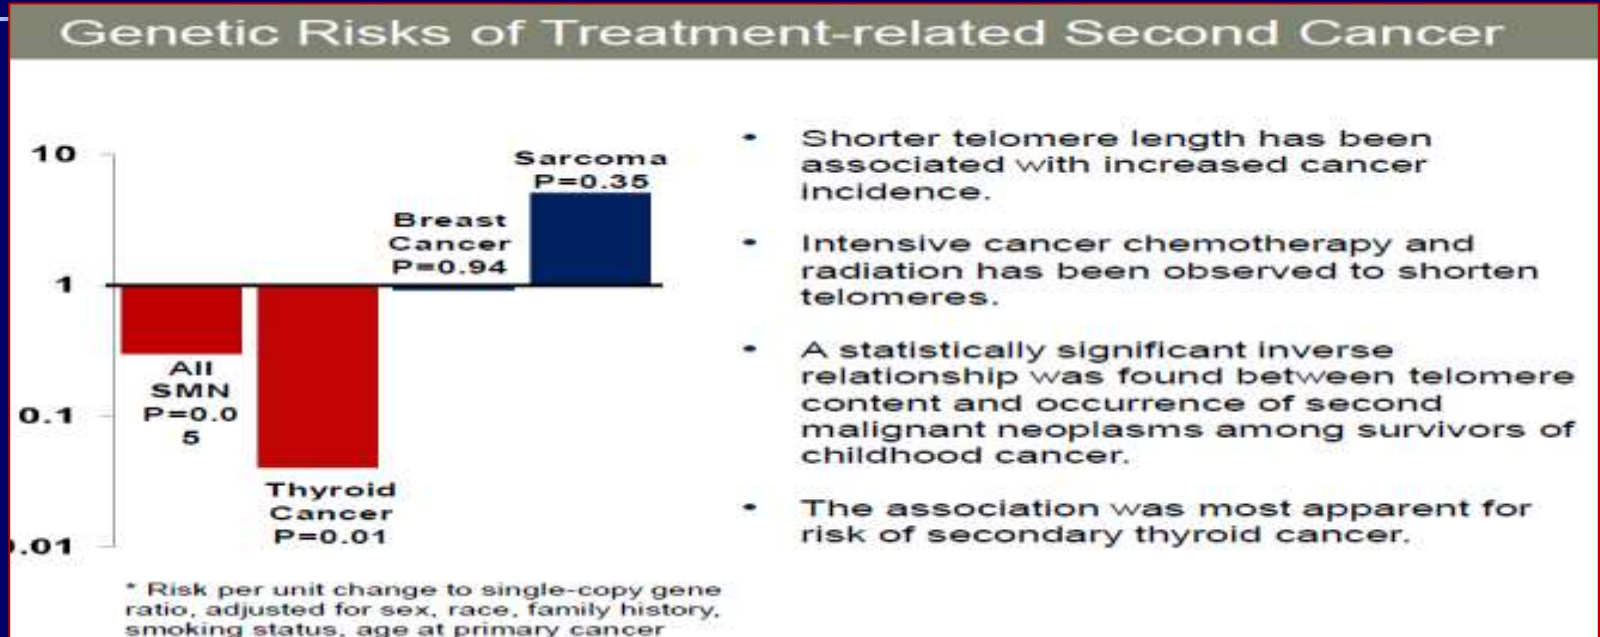 Genetic Risks of Treatment-related Second Cancer
10
1
0.1
.01
Sarcoma
P=0.35
Breast
Cancer
P=0.94
All
SMN
P=0.0
5
Thyroid
Cancer
P=0.01
* Risk per unit change to single-copy gene
ratio, adjusted for sex, race, family history,
smoking status, age at primary cancer
• Shorter telomere length has been
associated with increased cancer
incidence.
• Intensive cancer chemotherapy and
radiation has been observed to shorten
telomeres.
• A statistically significant inverse
relationship was found between telomere
content and occurrence of second
malignant neoplasms among survivors of
childhood cancer.
• The association was most apparent for
risk of secondary thyroid cancer.